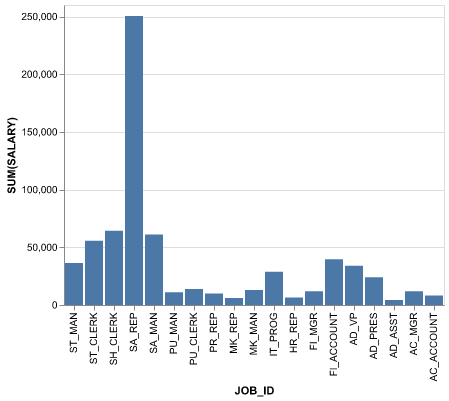 250,000
200,000
150,000
100,000
50,000
0
SUM(SALARY)
ST_MAN
ST_CLERK
SH_CLERK
SA_REP
SA_MAN
PU_MAN
PU_CLERK
PR_REP
MK_REP
MK_MAN
IT_PROG
HR_REP
FI_MGR
FI_ACCOUNT
AD_VP
AD_PRES
AD_ASST
AC_MGR
AC_ACCOUNT
JOB_ID